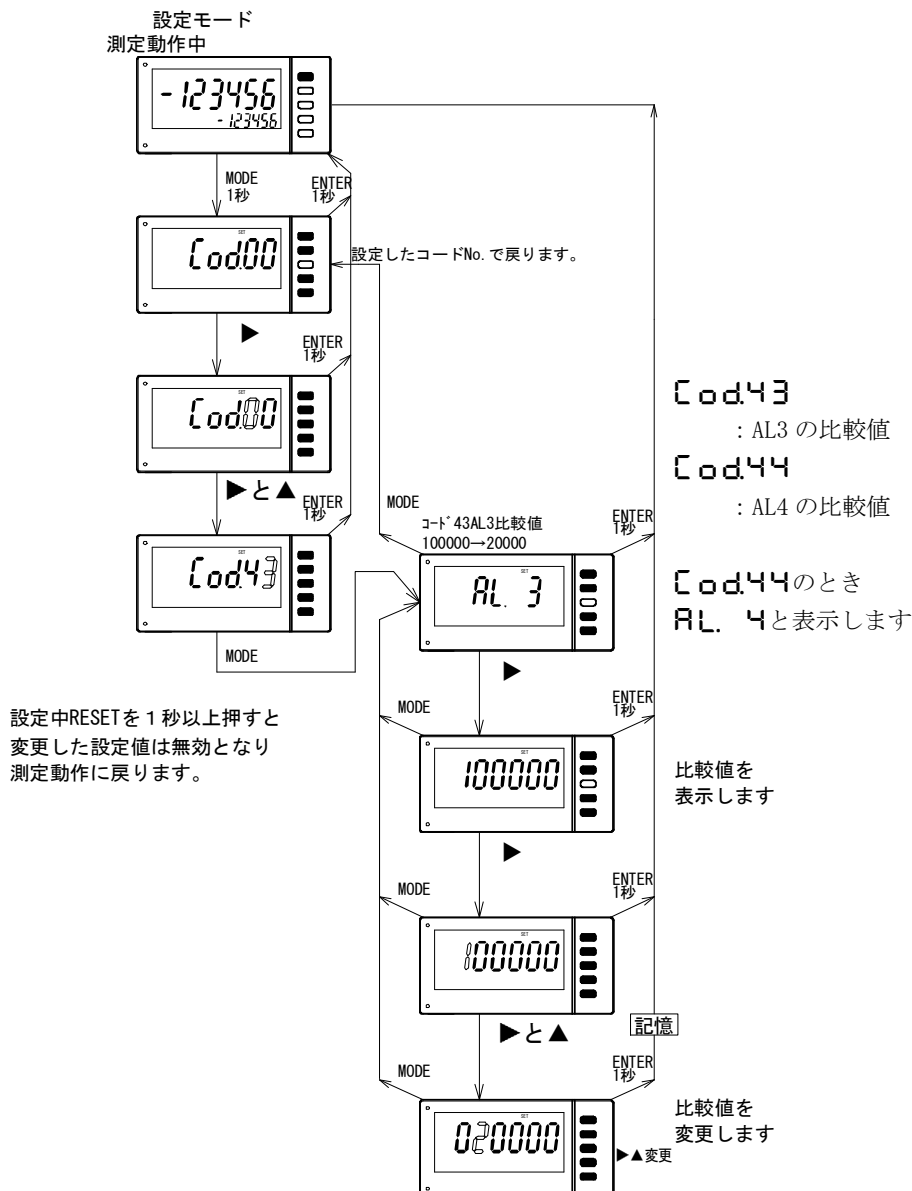 設定モード
測定動作中
-123456
-123456
MODE
1秒
ENTER
1秒
SET
Cod.00
設定したコードNo.で戻ります。
▶
ENTER
1秒
SET
Cod.00
▶と▲
ENTER
1秒
SET
Cod.43
MODE
設定中RESETを１秒以上押すと
変更した設定値は無効となり
測定動作に戻ります。
MODE
コード43AL3比較値
100000→20000
ENTER
1秒
SET
AL. 3
▶
MODE
ENTER
1秒
SET
100000
▶
MODE
ENTER
1秒
SET
100000
▶と▲
記憶
MODE
ENTER
1秒
SET
020000
▶▲変更
Cod.43
：AL3 の比較値
Cod.44
：AL4 の比較値
Cod.44のとき
AL. 4と表示します
比較値を
表示します
比較値を
変更します